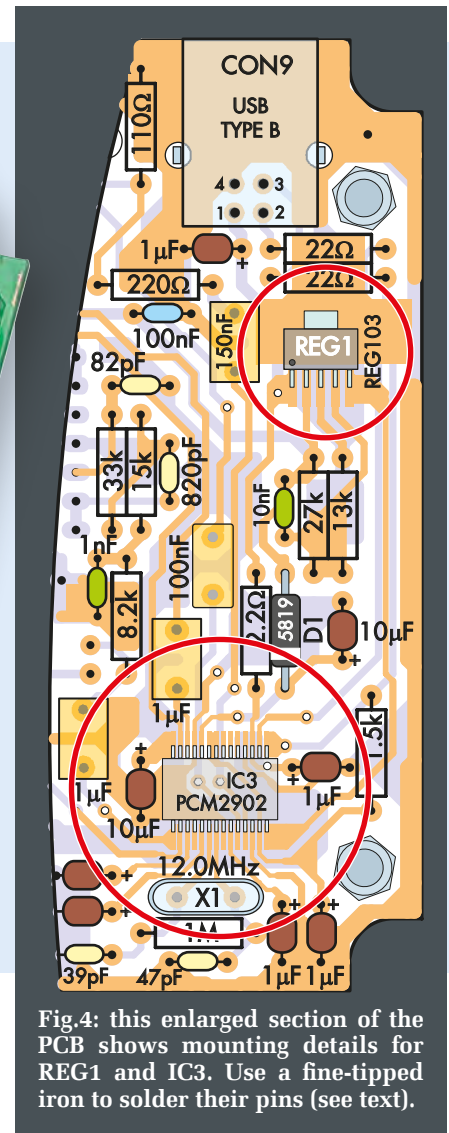 CON9
USB
TYPE B
110Ω
4 3
1 2
1µF
+
22Ω
22Ω
220Ω
100nF
150nF
REG1
REG103
82pF
33k
15k
820pF
10nF
27k
13k
1nF
8.2k
100nF
2.2Ω
5819
D1
10µF
+
1µF
1µF
+
10µF
IC3
PCM2902
+
1µF
12.0MHz
X1
+
+
1M
+
+
39pF
47pF
1µF
1µF
Fig.4: this enlarged section of the
PCB shows mounting details for
REG1 and IC3. Use a fine-tipped
iron to solder their pins (see text).